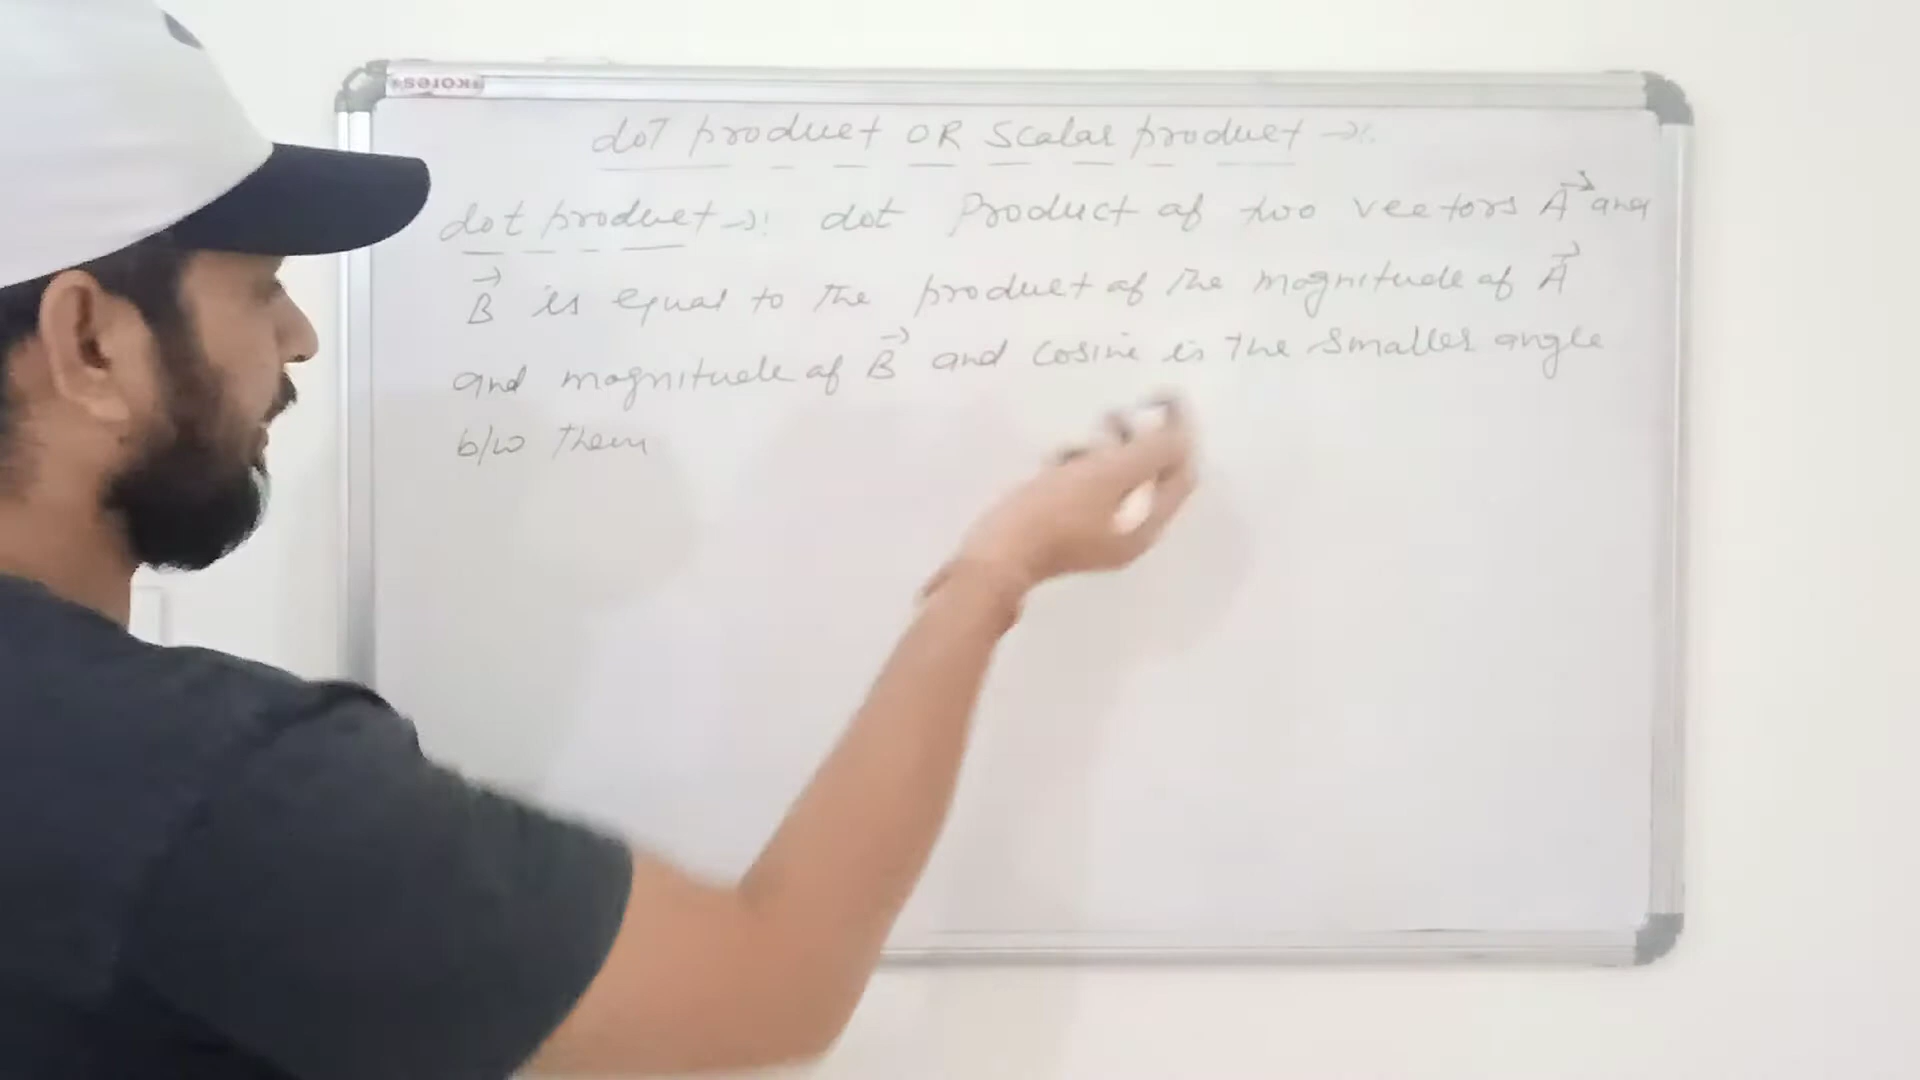 Kores
doT product OR Scalar product →:
dot product →: dot Product of two vectors A→ and
B→ is equal to the product of the magnitude of A→
and magnitude of B→ and cosine is the smaller angle
b/w them